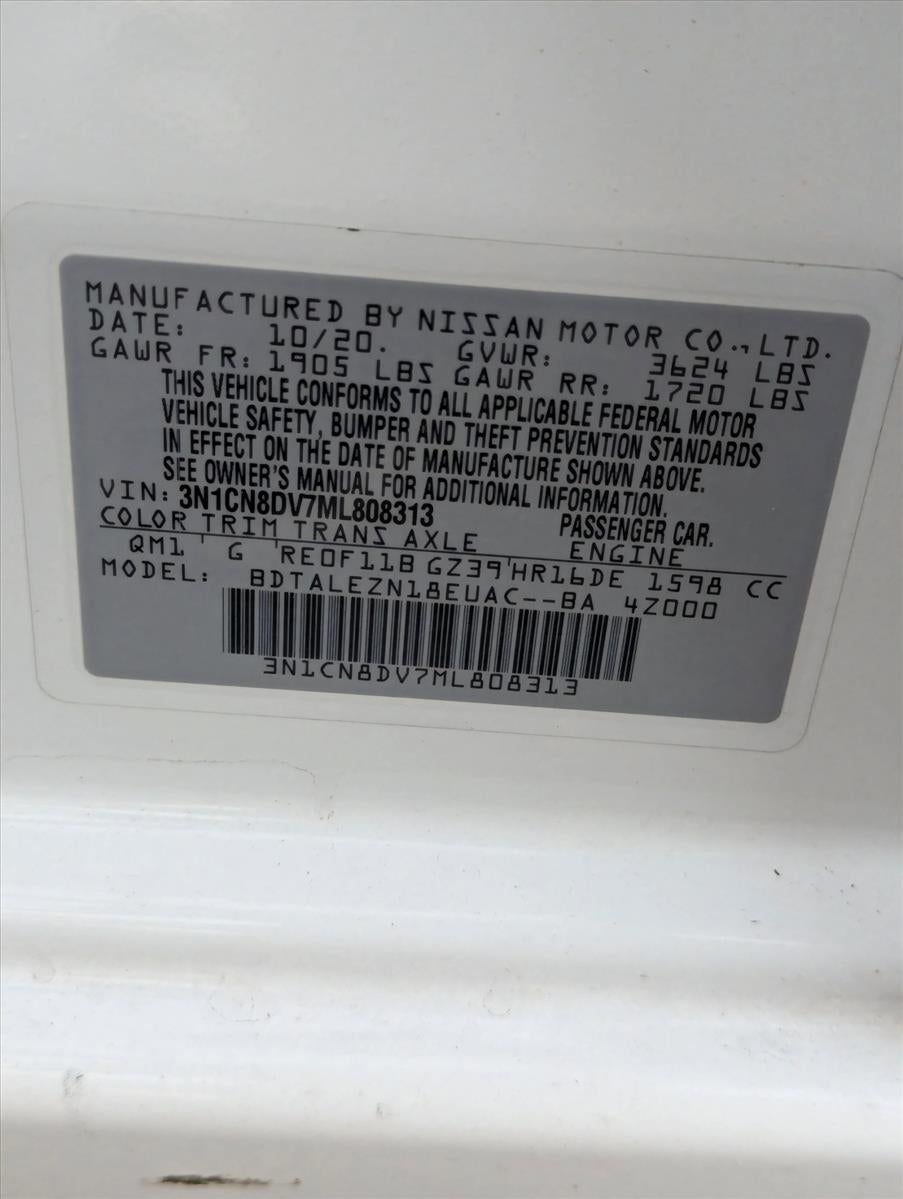 MANUFACTURED BY NISSAN MOTOR CO., LTD.
DATE: 10/20. GVWR: 3624 LBS
GAWR FR: 1905 LBS GAWR RR: 1720 LBS
THIS VEHICLE CONFORMS TO ALL APPLICABLE FEDERAL MOTOR
VEHICLE SAFETY, BUMPER AND THEFT PREVENTION STANDARDS
IN EFFECT ON THE DATE OF MANUFACTURE SHOWN ABOVE.
SEE OWNER'S MANUAL FOR ADDITIONAL INFORMATION.
VIN: 3N1CN8DV7ML808313 PASSENGER CAR.
COLOR TRIM TRANS AXLE ENGINE
QM1 ' G 'RE0F11B GZ39'HR16DE 1598 CC
MODEL: BDTALEZN18EUAC--BA 4Z000
3N1CN8DV7ML808313